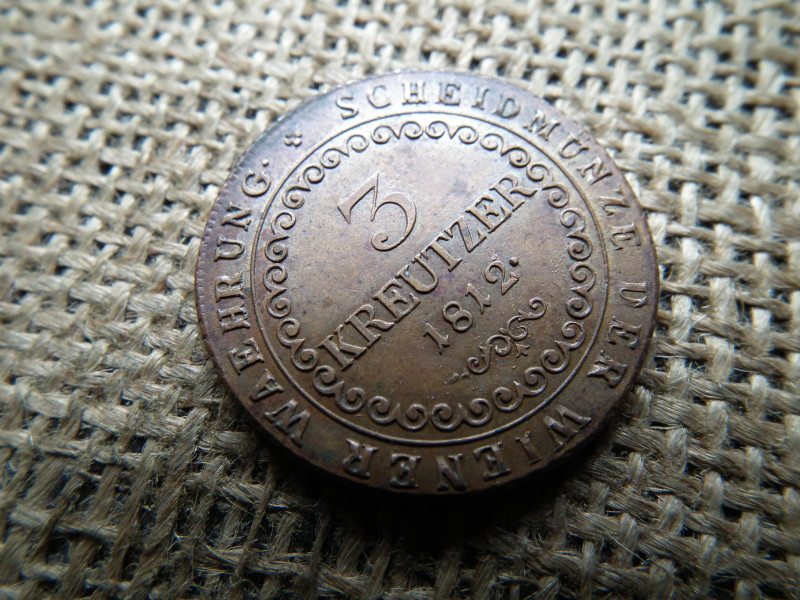 SCHEIDMÜNZE DER WIENER WAEHRUNG.
3
KREUTZER
1812.